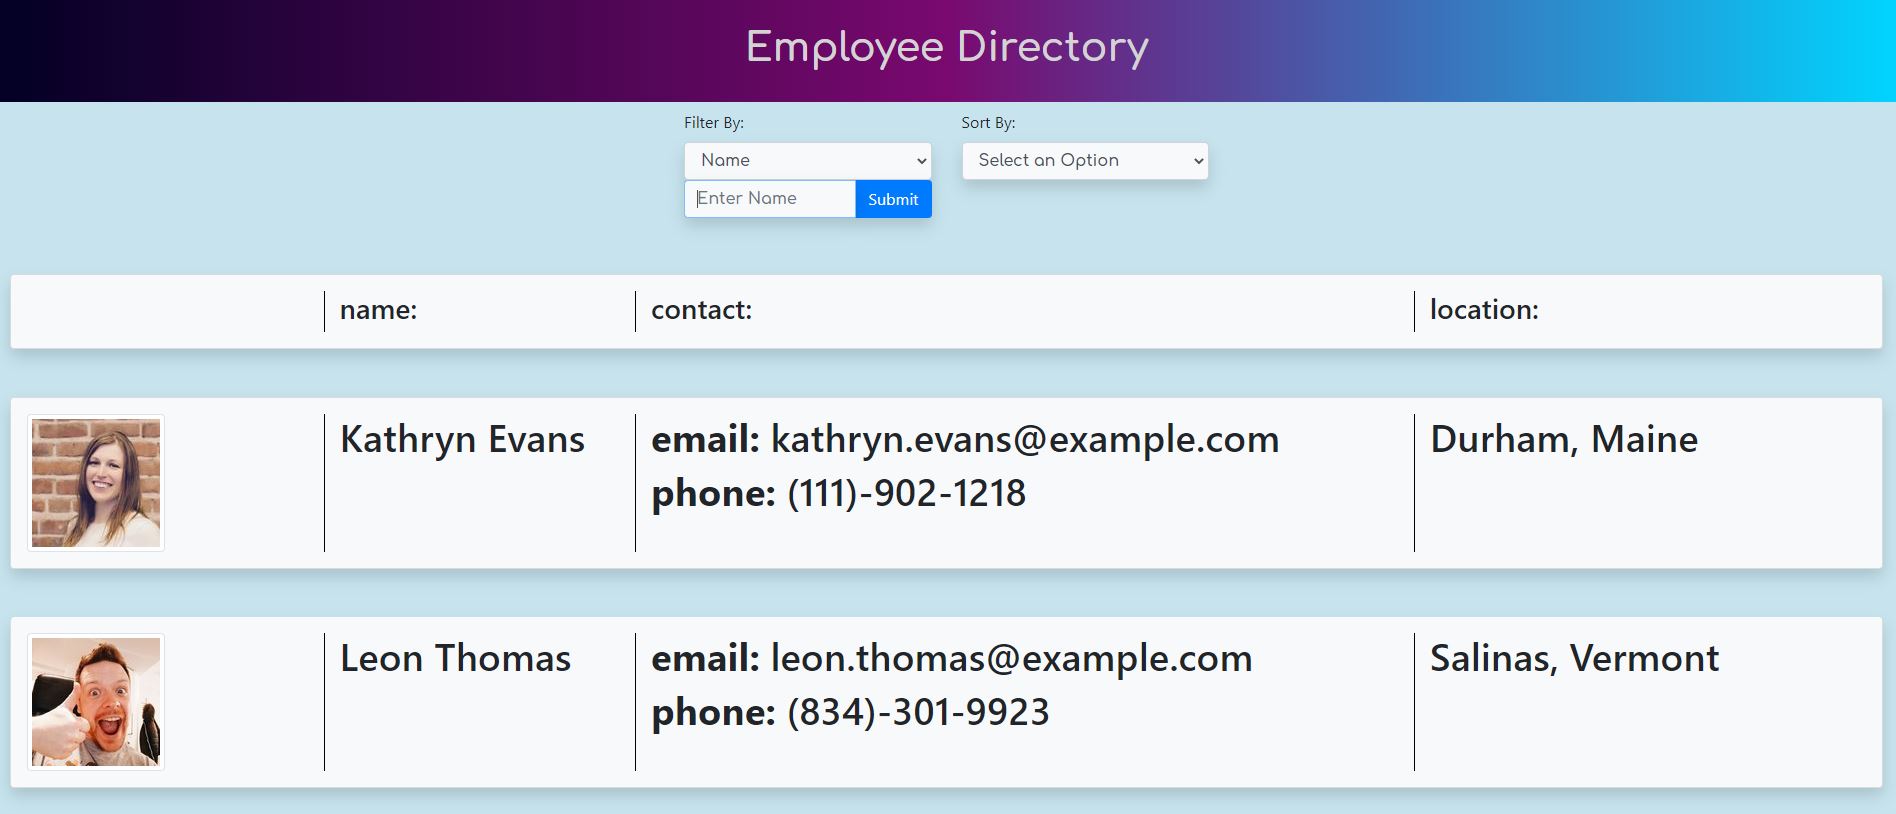 Employee Directory
Filter By: Sort By:
Name Select an Option
Enter Name Submit
name: contact: location:
Kathryn Evans email: kathryn.evans@example.com Durham, Maine
phone: (111)-902-1218
Leon Thomas email: leon.thomas@example.com Salinas, Vermont
phone: (834)-301-9923